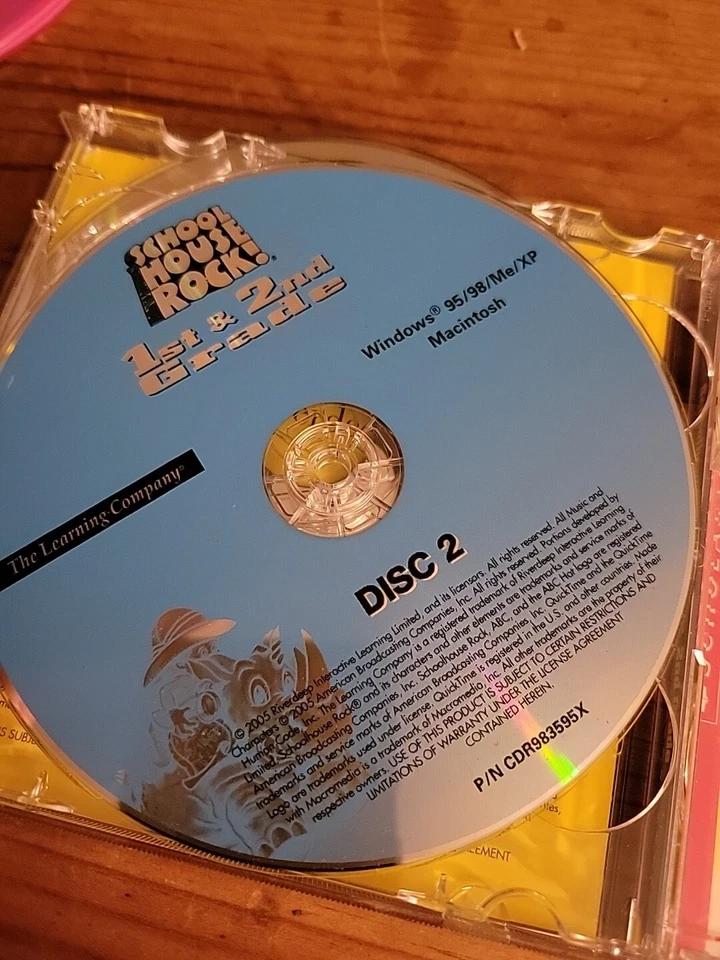 SCHOOL
HOUSE
ROCK!®
1st & 2nd
Grade
Windows® 95/98/Me/XP
Macintosh
The Learning Company®
DISC 2
© 2005 Riverdeep Interactive Learning Limited, and its licensors. All rights reserved. All Music and
Characters © 2005 American Broadcasting Companies, Inc. All rights reserved. Portions developed by
Human Code, Inc. The Learning Company is a registered trademark of Riverdeep Interactive Learning
Limited. Schoolhouse Rock® and its characters and other elements are trademarks and service marks of
American Broadcasting Companies, Inc. Schoolhouse Rock, ABC, and the ABC Hot logo are registered
trademarks and service marks of American Broadcasting Companies, Inc. QuickTime and the QuickTime
Logo are trademarks used under license. QuickTime is registered in the U.S. and other countries. Made
with Macromedia is a trademark of Macromedia, Inc. All other trademarks are the property of their
respective owners. USE OF THIS PRODUCT IS SUBJECT TO CERTAIN RESTRICTIONS AND
LIMITATIONS OF WARRANTY UNDER THE LICENSE AGREEMENT
CONTAINED HEREIN.
P/N CDR983595X